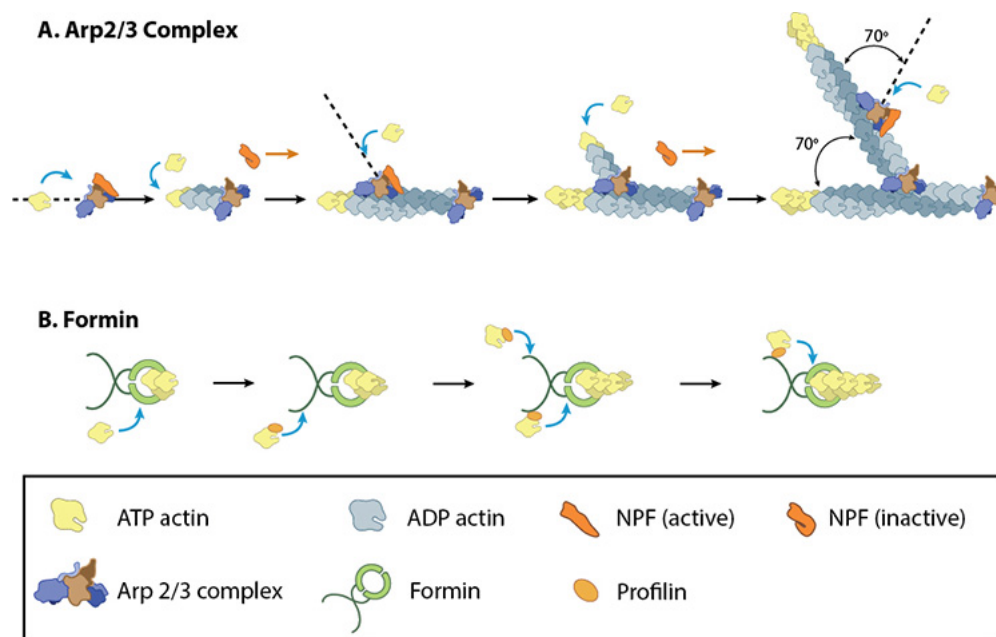 A. Arp2/3 Complex
70°
70°
B. Formin
ATP actin
ADP actin
NPF (active)
NPF (inactive)
Arp 2/3 complex
Formin
Profilin